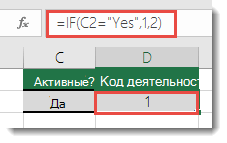 fx =IF(C2="Yes",1,2)
C D
Активные? Код деятельност
Да 1